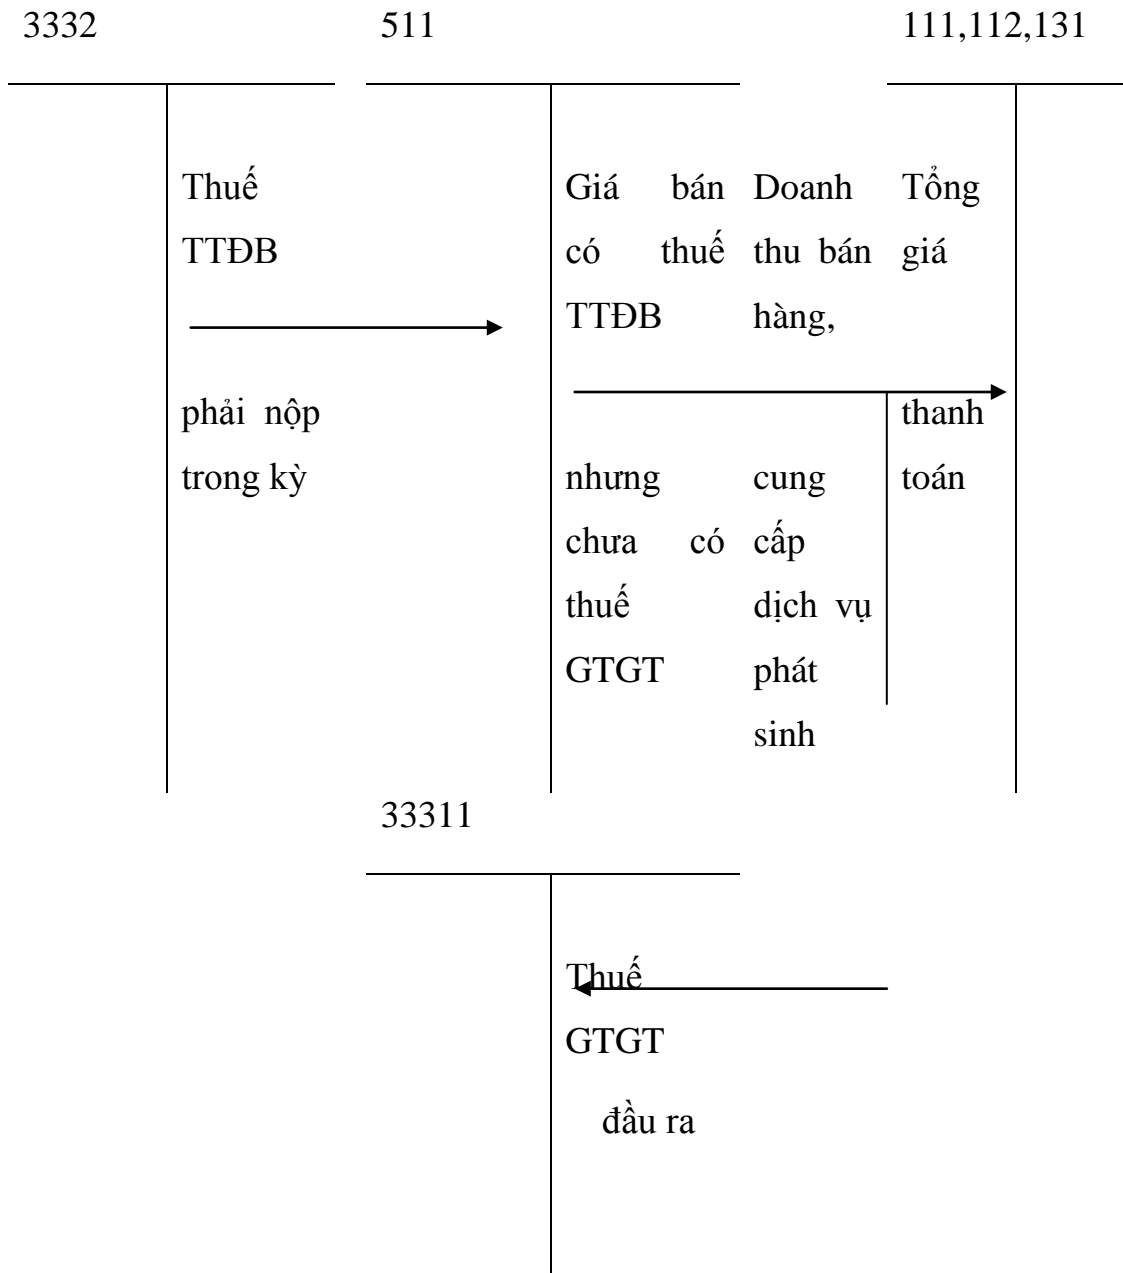 3332
511
111,112,131
Thuế
TTĐB
phải nộp
trong kỳ
Giá bán
có thuế
TTĐB
nhưng
chưa có
thuế
GTGT
Doanh
thu bán
hàng,
cung
cấp
dịch vụ
phát
sinh
Tổng
giá
thanh
toán
33311
Thuế
GTGT
đầu ra